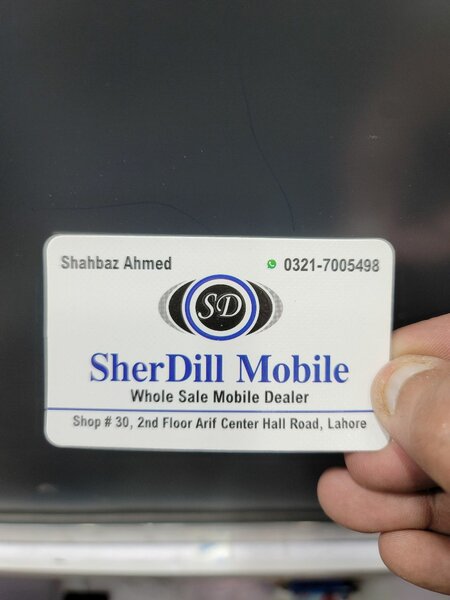 Shahbaz Ahmed
0321-7005498
SD
SherDill Mobile
Whole Sale Mobile Dealer
Shop # 30, 2nd Floor Arif Center Hall Road, Lahore